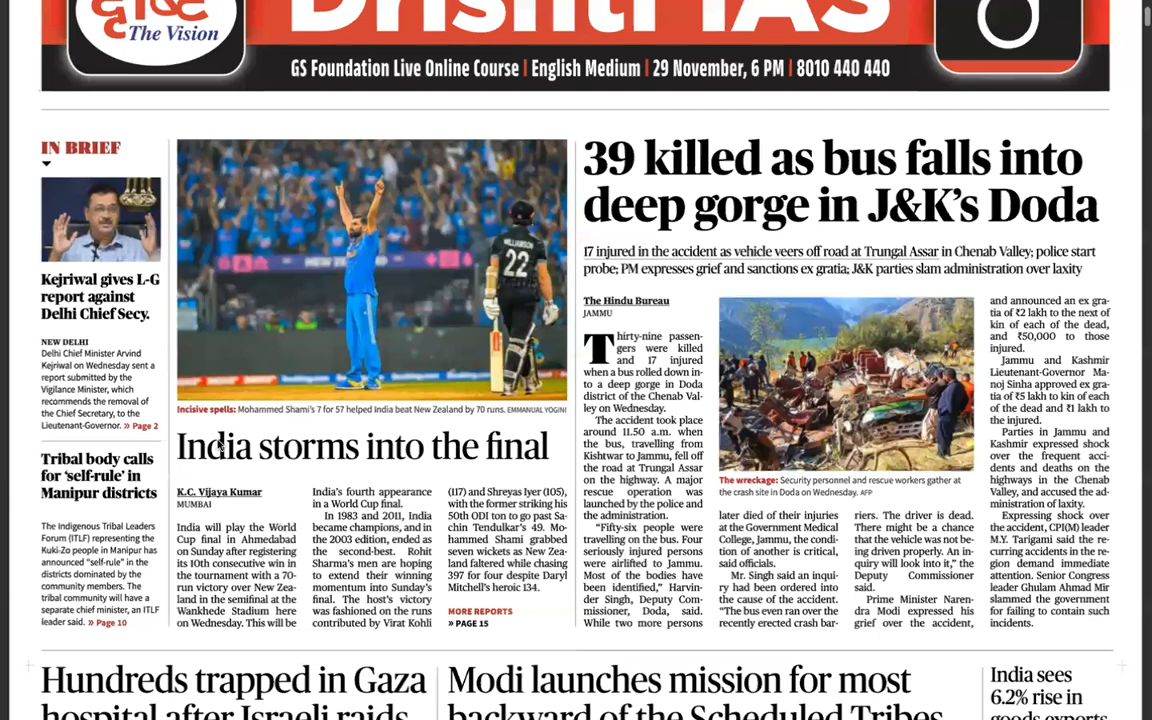 दृष्टि
The Vision
Drishti IAS
GS Foundation Live Online Course | English Medium | 29 November, 6 PM | 8010 440 440
IN BRIEF
Kejriwal gives L-G
report against
Delhi Chief Secy.
NEW DELHI
Delhi Chief Minister Arvind
Kejriwal on Wednesday sent a
report submitted by the
Vigilance Minister, which
recommends the removal of
the Chief Secretary, to the
Lieutenant-Governor. » Page 2
Tribal body calls
for ‘self-rule’ in
Manipur districts
The Indigenous Tribal Leaders
Forum (ITLF) representing the
Kuki-Zo people in Manipur has
announced “self-rule” in the
districts dominated by the
community members. The
tribal community will have a
separate chief minister, an ITLF
leader said. » Page 10
WILLIAMSON
22
Incisive spells: Mohammed Shami’s 7 for 57 helped India beat New Zealand by 70 runs. EMMANUAL YOGINI
India storms into the final
K.C. Vijaya Kumar
MUMBAI
India will play the World
Cup final in Ahmedabad
on Sunday after registering
its 10th consecutive win in
the tournament with a 70-
run victory over New Zea-
land in the semifinal at the
Wankhede Stadium here
on Wednesday. This will be
India’s fourth appearance
in a World Cup final.
In 1983 and 2011, India
became champions, and in
the 2003 edition, ended as
the second-best. Rohit
Sharma’s men are hoping
to extend their winning
momentum into Sunday’s
final. The host’s victory
was fashioned on the runs
contributed by Virat Kohli
(117) and Shreyas Iyer (105),
with the former striking his
50th ODI ton to go past Sa-
chin Tendulkar’s 49. Mo-
hammed Shami grabbed
seven wickets as New Zea-
land faltered while chasing
397 for four despite Daryl
Mitchell’s heroic 134.
MORE REPORTS
» PAGE 15
39 killed as bus falls into
deep gorge in J&K’s Doda
17 injured in the accident as vehicle veers off road at Trungal Assar in Chenab Valley; police start
probe; PM expresses grief and sanctions ex gratia; J&K parties slam administration over laxity
The Hindu Bureau
JAMMU
Thirty-nine passen-
gers were killed
and 17 injured
when a bus rolled down in-
to a deep gorge in Doda
district of the Chenab Val-
ley on Wednesday.
The accident took place
around 11.50 a.m. when
the bus, travelling from
Kishtwar to Jammu, fell off
the road at Trungal Assar
on the highway. A major
rescue operation was
launched by the police and
the administration.
“Fifty-six people were
travelling on the bus. Four
seriously injured persons
were airlifted to Jammu.
Most of the bodies have
been identified,” Harvin-
der Singh, Deputy Com-
missioner, Doda, said.
While two more persons
The wreckage: Security personnel and rescue workers gather at
the crash site in Doda on Wednesday. AFP
later died of their injuries
at the Government Medical
College, Jammu, the condi-
tion of another is critical,
said officials.
Mr. Singh said an inqui-
ry had been ordered into
the cause of the accident.
“The bus even ran over the
recently erected crash bar-
riers. The driver is dead.
There might be a chance
that the vehicle was not be-
ing driven properly. An in-
quiry will look into it,” the
Deputy Commissioner
said.
Prime Minister Naren-
dra Modi expressed his
grief over the accident,
and announced an ex gra-
tia of ₹2 lakh to the next of
kin of each of the dead,
and ₹50,000 to those
injured.
Jammu and Kashmir
Lieutenant-Governor Ma-
noj Sinha approved ex gra-
tia of ₹5 lakh to kin of each
of the dead and ₹1 lakh to
the injured.
Parties in Jammu and
Kashmir expressed shock
over the frequent acci-
dents and deaths on the
highways in the Chenab
Valley, and accused the ad-
ministration of laxity.
Expressing shock over
the accident, CPI(M) leader
M.Y. Tarigami said the re-
curring accidents in the re-
gion demand immediate
attention. Senior Congress
leader Ghulam Ahmad Mir
slammed the government
for failing to contain such
incidents.
Hundreds trapped in Gaza
hospital after Israeli raids
Modi launches mission for most
backward of the Scheduled Tribes
India sees
6.2% rise in
goods exports